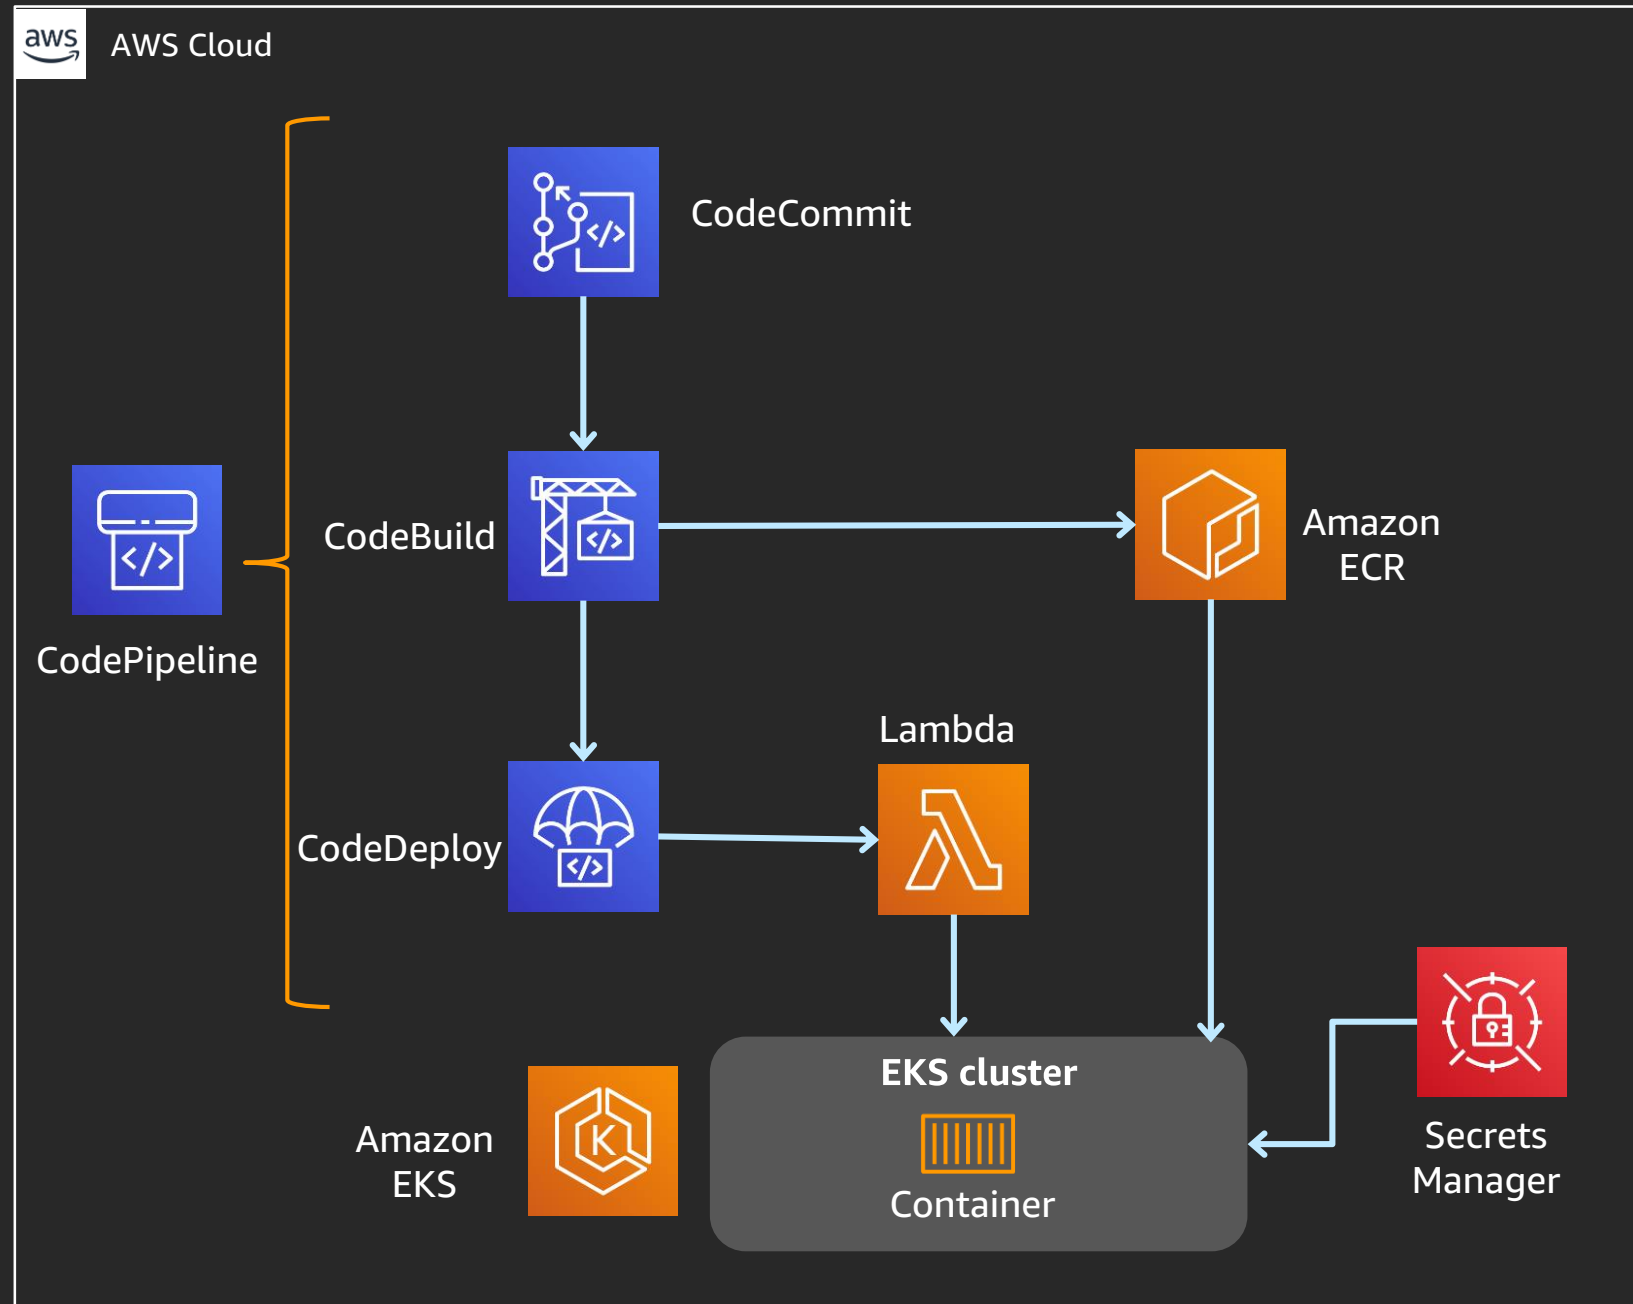 aws
AWS Cloud
CodeCommit
CodeBuild
Amazon
ECR
CodePipeline
Lambda
CodeDeploy
EKS cluster
Container
Amazon
EKS
K
Secrets
Manager